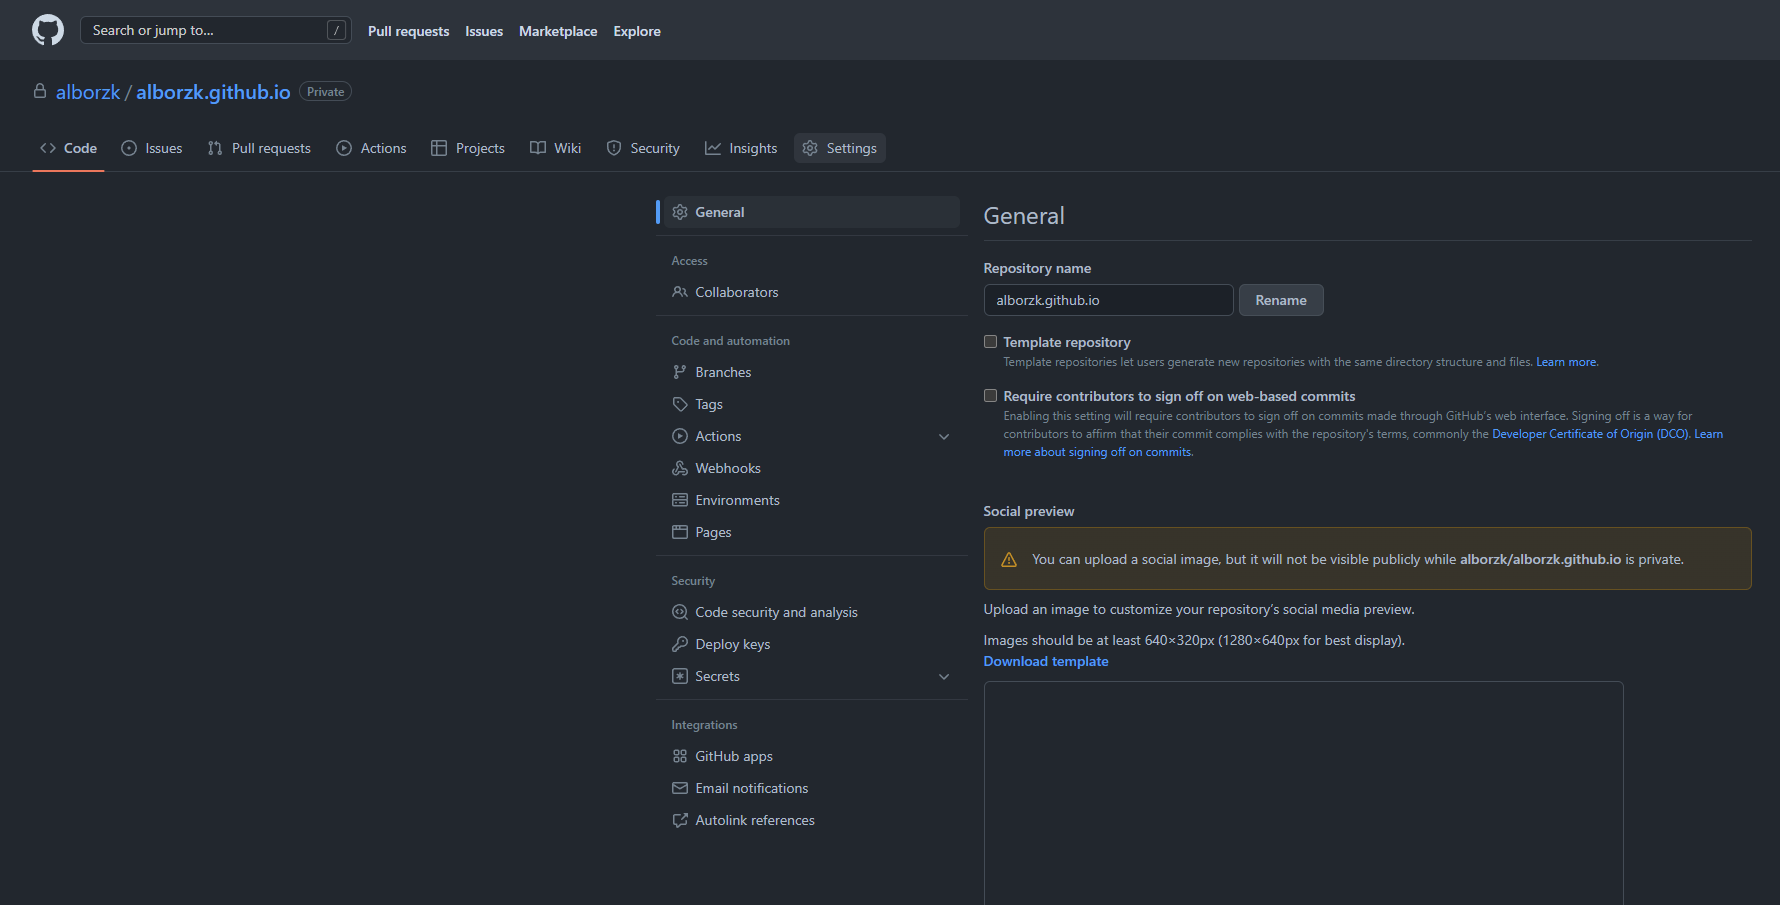 Search or jump to... /
Pull requests Issues Marketplace Explore
alborzk / alborzk.github.io Private
Code Issues Pull requests Actions Projects Wiki Security Insights Settings
General
Access
Collaborators
Code and automation
Branches
Tags
Actions
Webhooks
Environments
Pages
Security
Code security and analysis
Deploy keys
Secrets
Integrations
GitHub apps
Email notifications
Autolink references
General
Repository name
alborzk.github.io Rename
Template repository
Template repositories let users generate new repositories with the same directory structure and files. Learn more.
Require contributors to sign off on web-based commits
Enabling this setting will require contributors to sign off on commits made through GitHub's web interface. Signing off is a way for
contributors to affirm that their commit complies with the repository's terms, commonly the Developer Certificate of Origin (DCO). Learn
more about signing off on commits.
Social preview
You can upload a social image, but it will not be visible publicly while alborzk/alborzk.github.io is private.
Upload an image to customize your repository's social media preview.
Images should be at least 640×320px (1280×640px for best display).
Download template